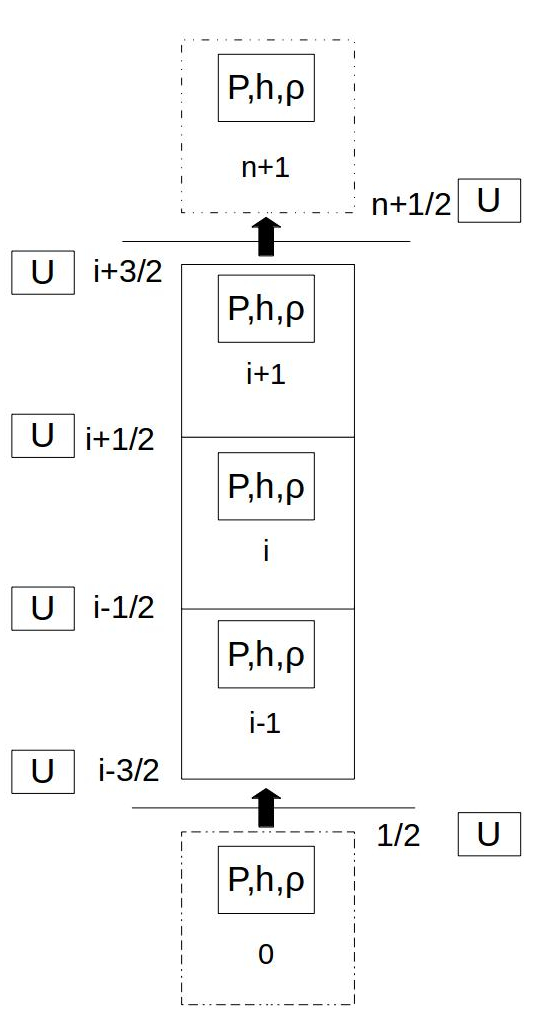 P,h,ρ
n+1
n+1/2 U
U i+3/2
P,h,ρ
i+1
U i+1/2
P,h,ρ
i
U i-1/2
P,h,ρ
i-1
U i-3/2
1/2 U
P,h,ρ
0